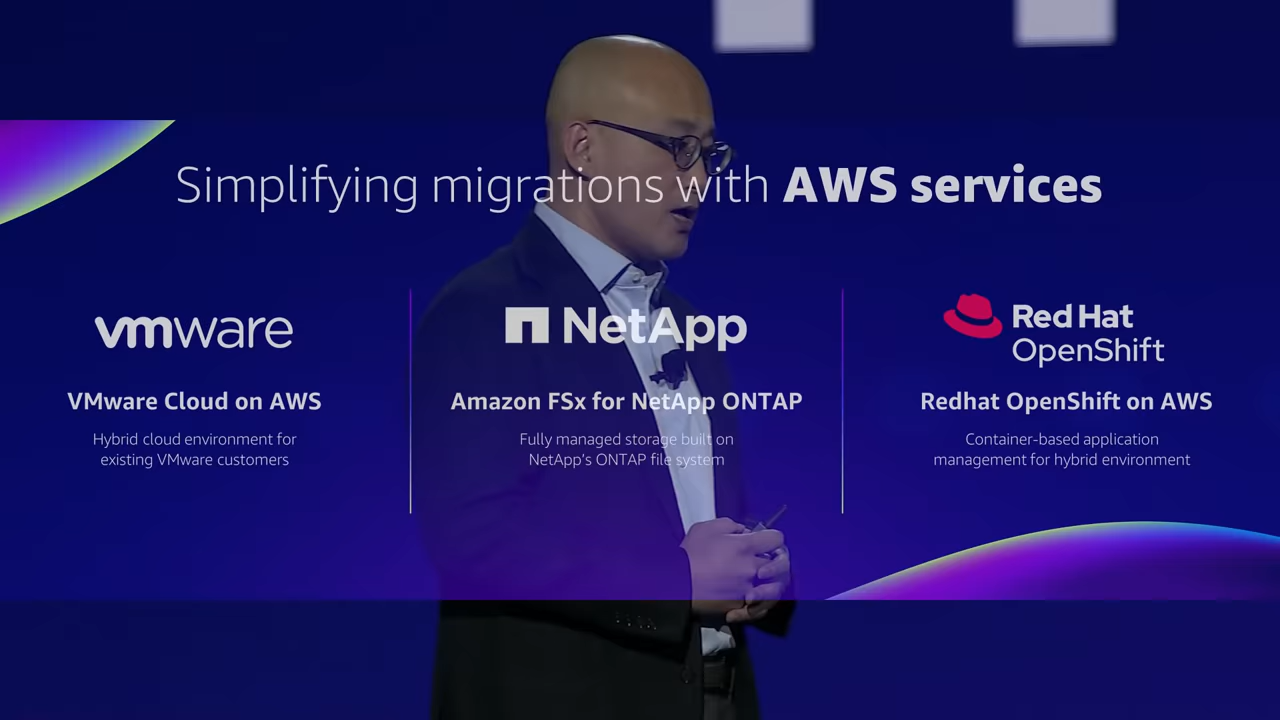 Simplifying migrations with AWS services
vmware
VMware Cloud on AWS
Hybrid cloud environment for
existing VMware customers
NetApp
Amazon FSx for NetApp ONTAP
Fully managed storage built on
NetApp's ONTAP file system
Red Hat
OpenShift
Redhat OpenShift on AWS
Container-based application
management for hybrid environment